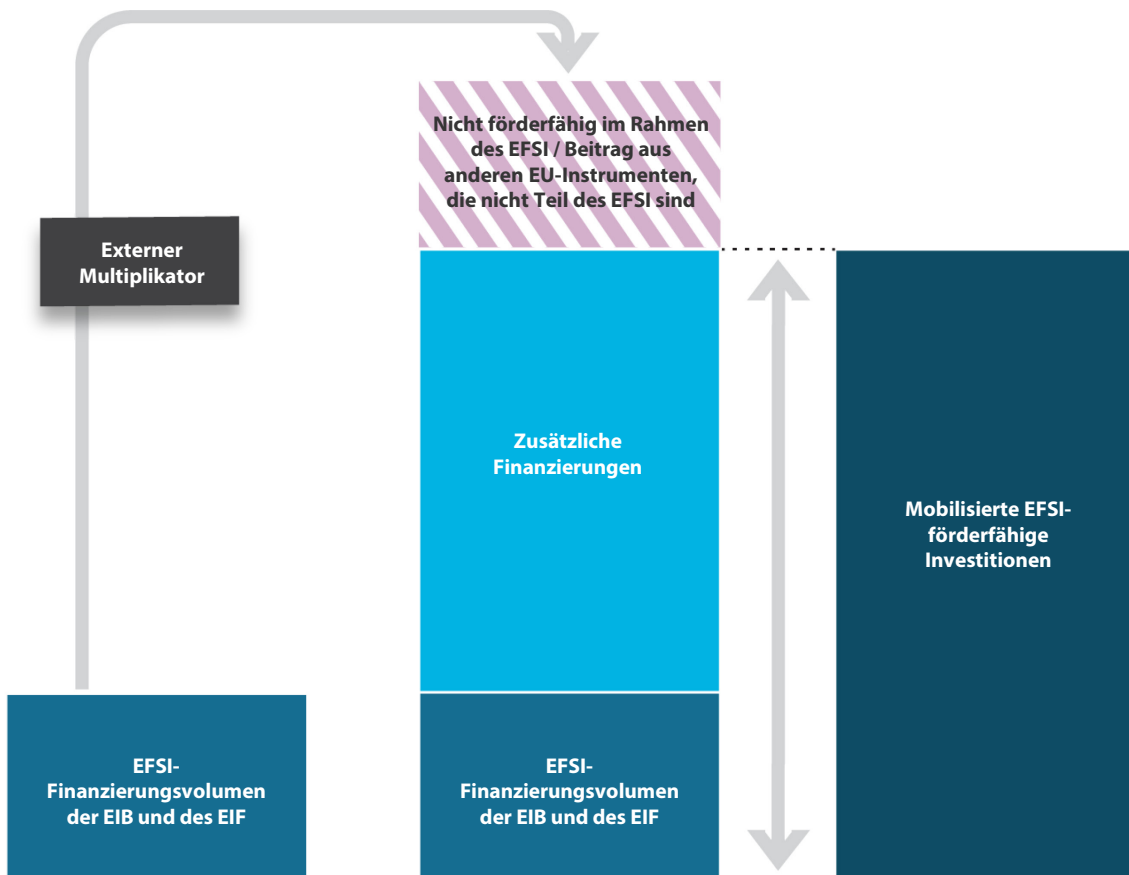 Nicht förderfähig im Rahmen
des EFSI / Beitrag aus
anderen EU-Instrumenten,
die nicht Teil des EFSI sind
Externer
Multiplikator
Zusätzliche
Finanzierungen
Mobilisierte EFSI-
förderfähige
Investitionen
EFSI-
Finanzierungsvolumen
der EIB und des EIF
EFSI-
Finanzierungsvolumen
der EIB und des EIF